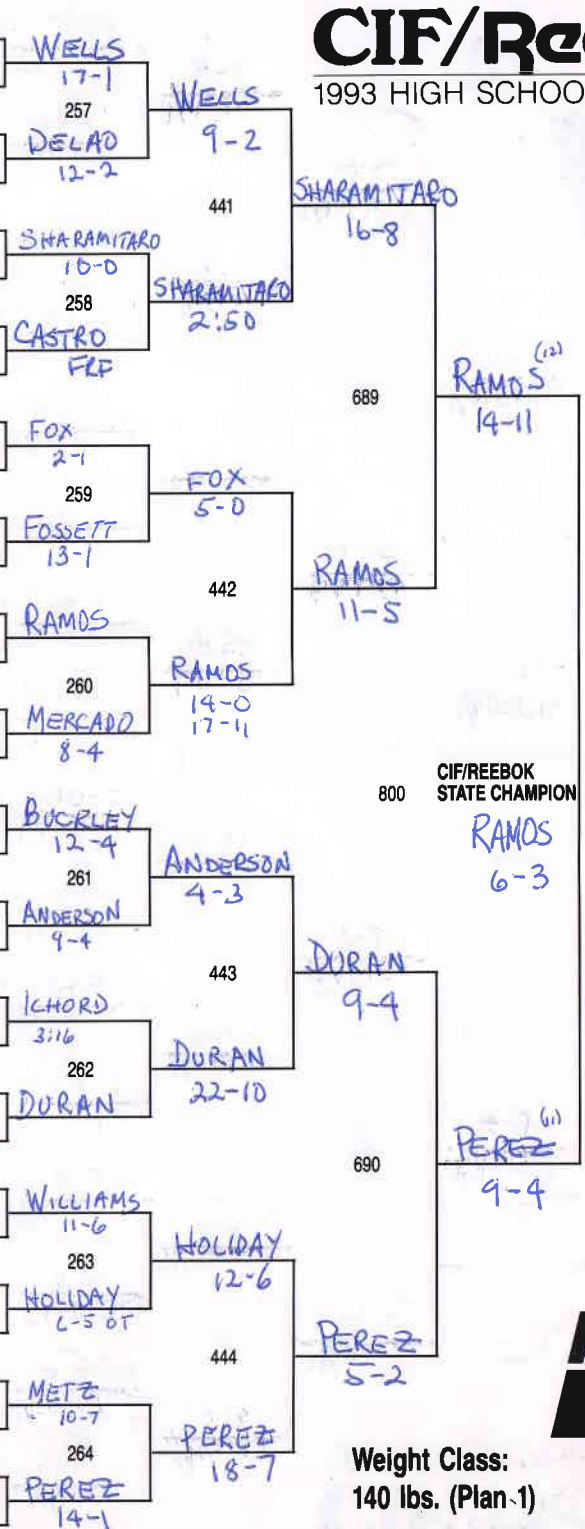 CIF/Ree
1993 HIGH SCHOO
WELLS
17-1
257
DELAO
12-2
WELLS
9-2
441
SHARAMITARO
10-0
258
CASTRO
FRF
SHARAMITARO
2:50
SHARAMITARO
16-8
689
FOX
2-1
259
FOSSETT
13-1
FOX
5-0
442
RAMOS
260
MERCADO
8-4
RAMOS
14-0
17-11
RAMOS
11-5
RAMOS (12)
14-11
800
CIF/REEBOK
STATE CHAMPION
RAMOS
6-3
BUCKLEY
12-4
261
ANDERSON
9-4
ANDERSON
4-3
443
ICHORD
3:16
262
DURAN
DURAN
22-10
DURAN
9-4
690
PEREZ (11)
9-4
WILLIAMS
11-6
263
HOLIDAY
6-5 OT
HOLIDAY
12-6
444
METZ
10-7
264
PEREZ
14-1
PEREZ
18-7
PEREZ
5-2
Weight Class:
140 lbs. (Plan 1)